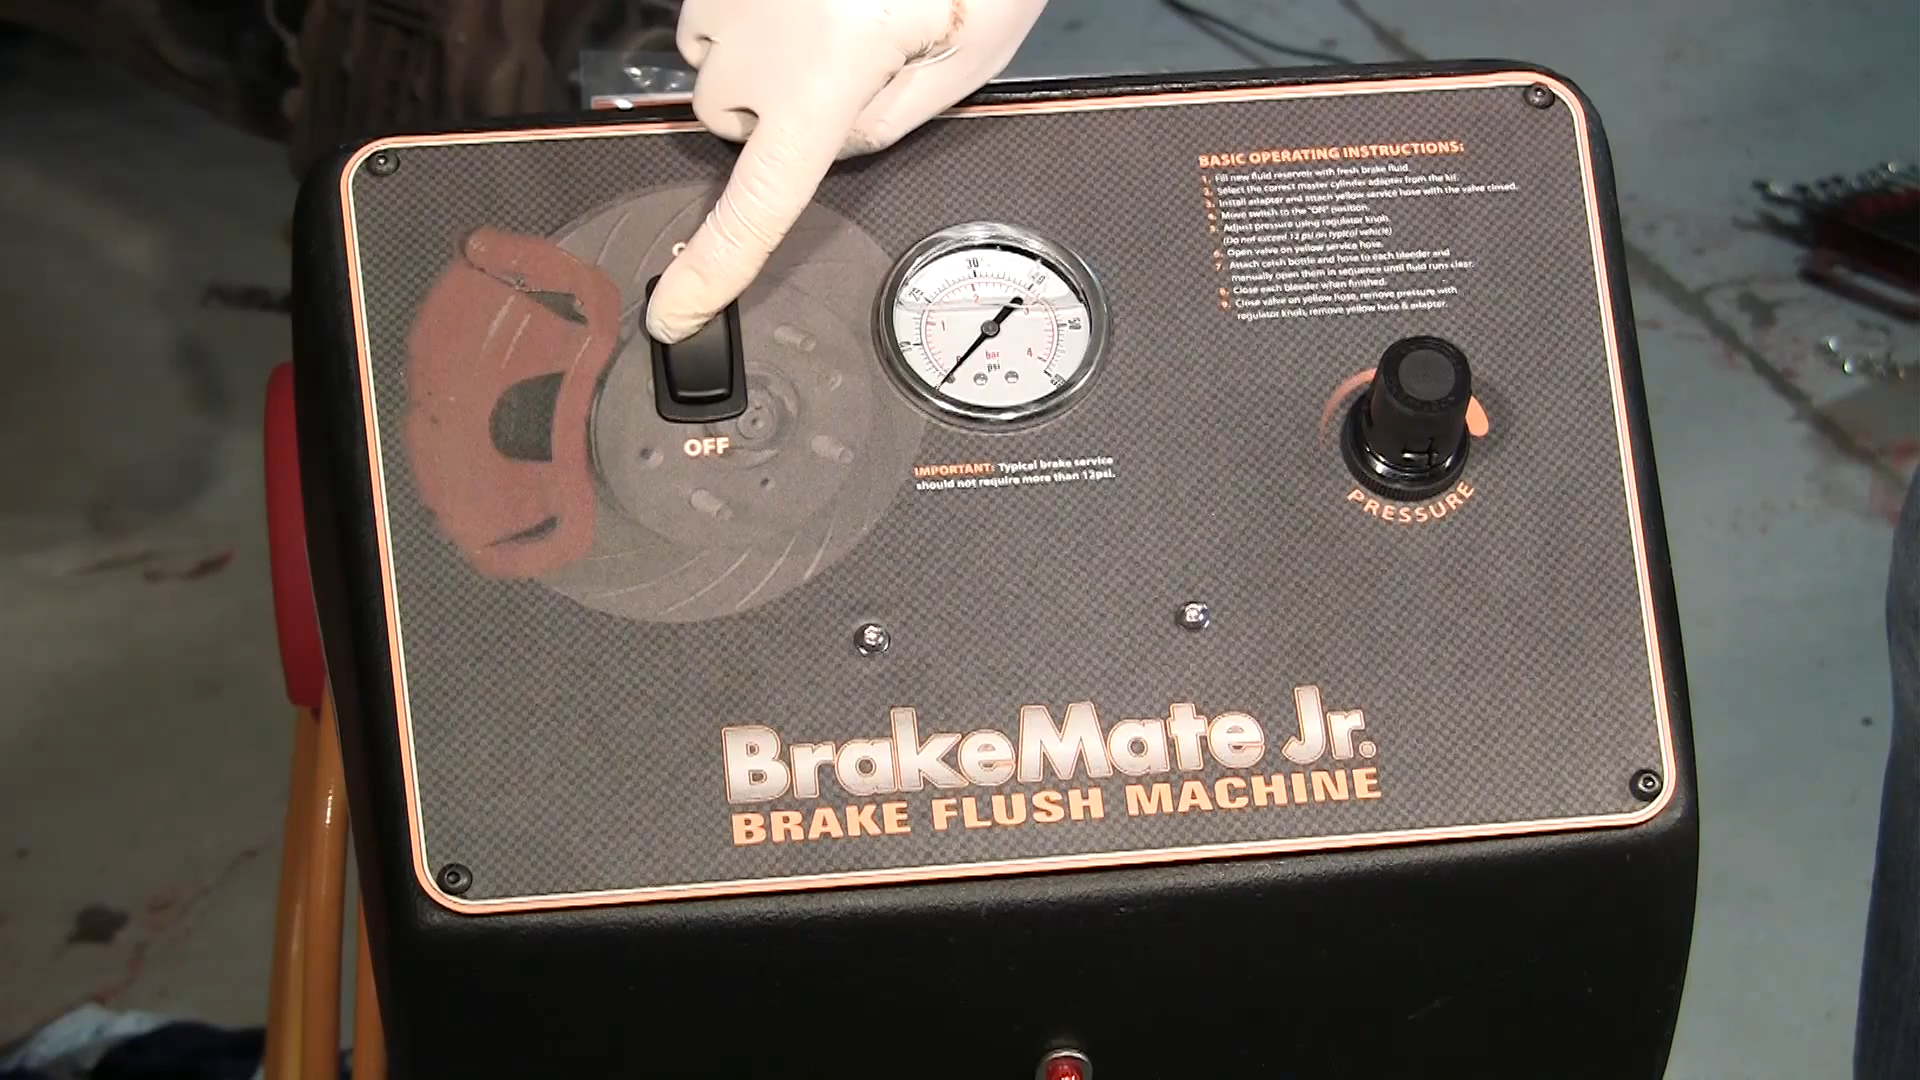 BASIC OPERATING INSTRUCTIONS:
1. Fill new fluid reservoir with fresh brake fluid.
2. Select the correct master cylinder adapter from the kit.
3. Install adapter and attach yellow service hose with the valve closed.
4. Move switch to the "ON" position.
5. Adjust pressure using regulator knob.
(Do not exceed 12 psi on typical vehicle)
6. Open valve on yellow service hose.
7. Attach catch bottle and hose to each bleeder and
manually open them in sequence until fluid runs clear.
8. Close each bleeder when finished.
9. Close valve on yellow hose, remove pressure with
regulator knob, remove yellow hose & adapter.
30
1
2
3
4
50
bar
psi
OFF
IMPORTANT: Typical brake service
should not require more than 12psi.
PRESSURE
BrakeMate Jr.
BRAKE FLUSH MACHINE